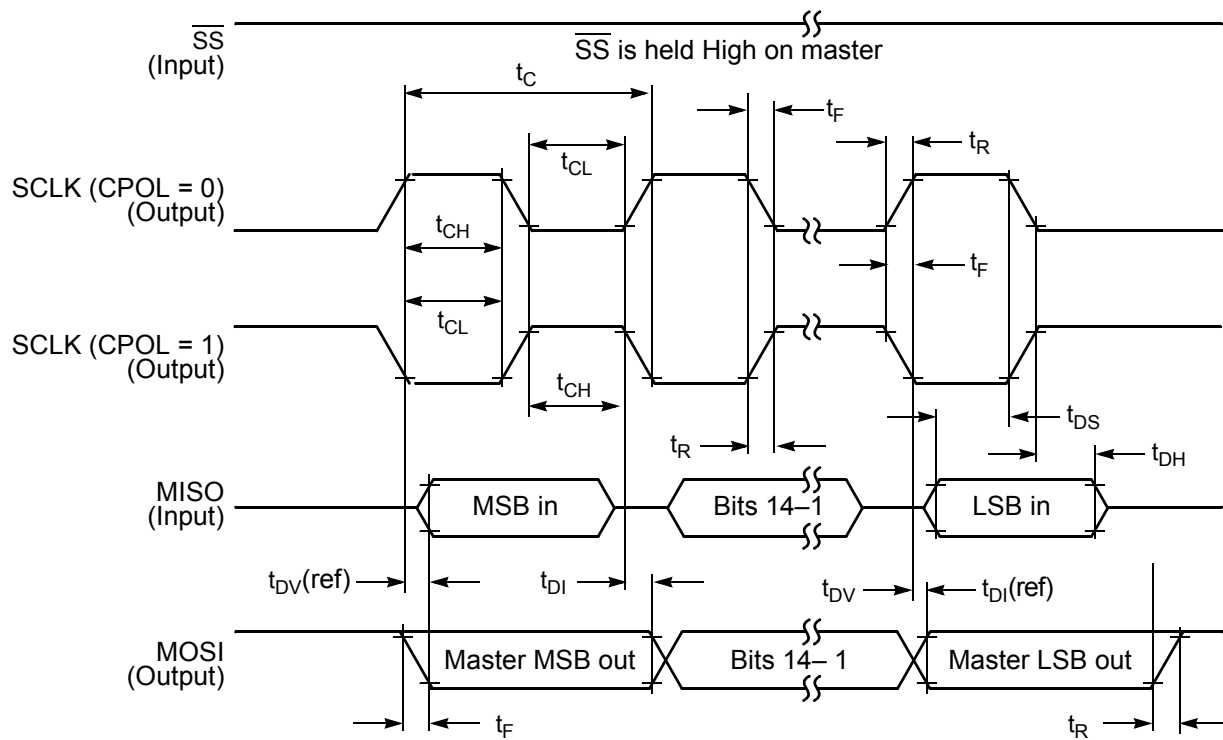 SS
(Input)
SS is held High on master
tC
tF
tR
tCL
SCLK (CPOL = 0)
(Output)
tCH
tF
tCL
SCLK (CPOL = 1)
(Output)
tCH
tDS
tR
tDH
MISO
(Input)
MSB in
Bits 14–1
LSB in
tDV(ref)
tDI
tDV
tDI(ref)
MOSI
(Output)
Master MSB out
Bits 14– 1
Master LSB out
tF
tR